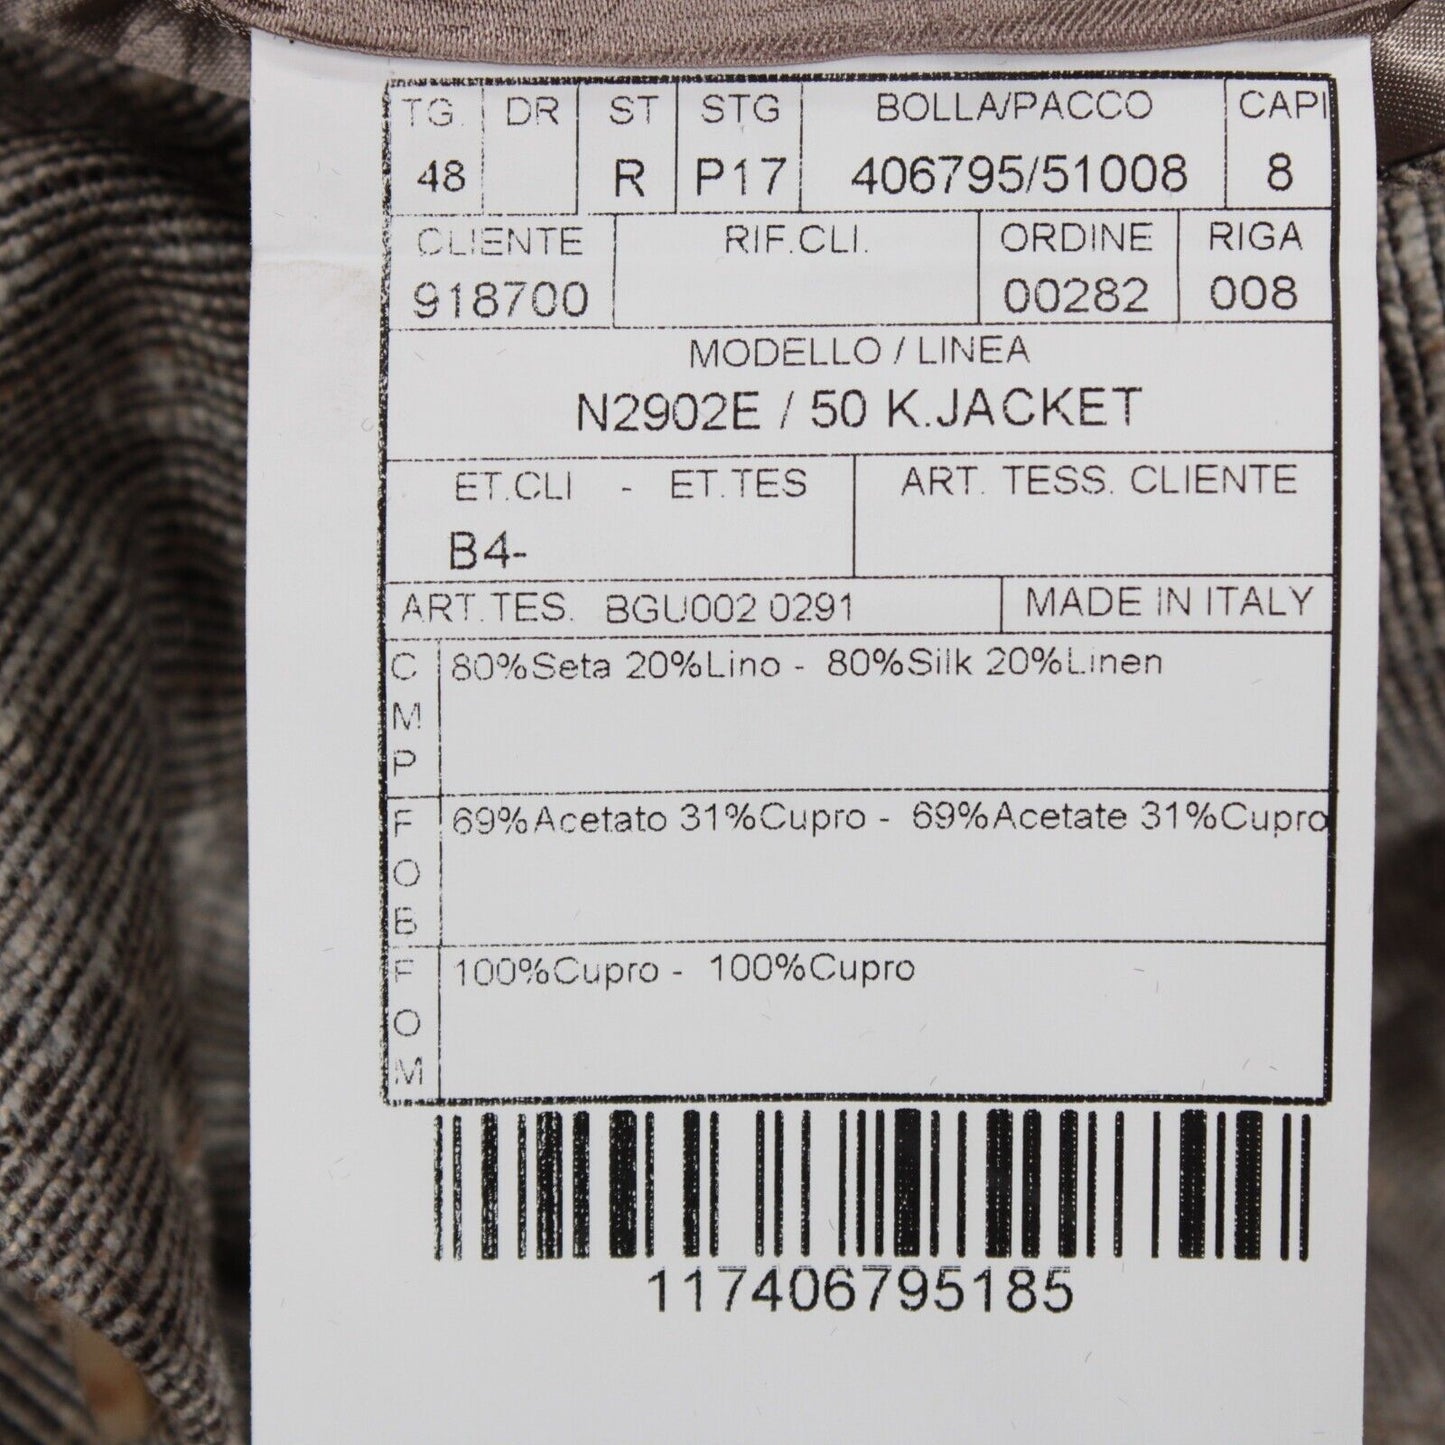 TG. DR ST STG BOLLA/PACCO CAPI
48 R P17 406795/51008 8
CLIENTE RIF.CLI. ORDINE RIGA
918700 00282 008
MODELLO / LINEA
N2902E / 50 K.JACKET
ET.CLI - ET.TES ART. TESS. CLIENTE
B4-
ART.TES. BGU002 0291 MADE IN ITALY
CMP 80%Seta 20%Lino - 80%Silk 20%Linen
FOB 69%Acetato 31%Cupro - 69%Acetate 31%Cupro
FOM 100%Cupro - 100%Cupro
117406795185